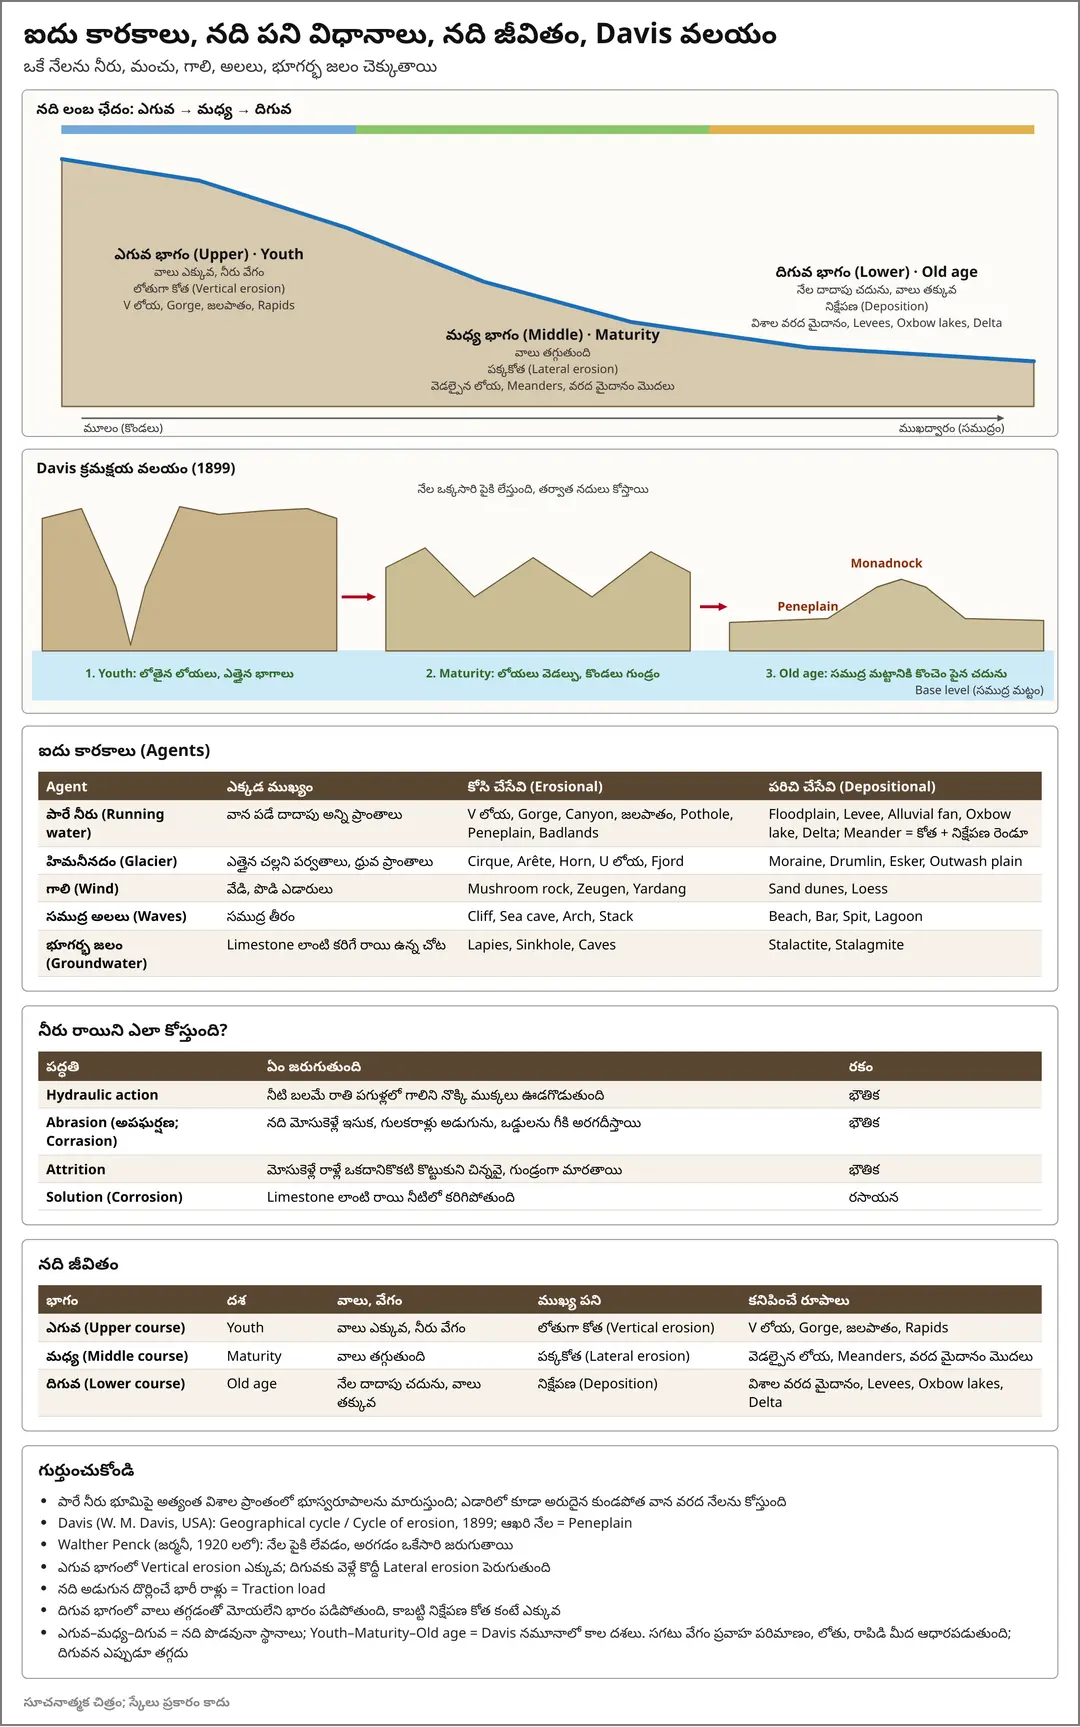 ఐదు కారకాలు, నది పని విధానాలు, నది జీవితం, Davis వలయం
ఒకే నేలను నీరు, మంచు, గాలి, అలలు, భూగర్భ జలం చెక్కుతాయి
నది లంబ ఛేదం: ఎగువ → మధ్య → దిగువ
ఎగువ భాగం (Upper) · Youth
వాలు ఎక్కువ, నీరు వేగం
లోతుగా కోత (Vertical erosion)
V లోయ, Gorge, జలపాతం, Rapids
దిగువ భాగం (Lower) · Old age
నేల దాదాపు చదును, వాలు తక్కువ
నిక్షేపణ (Deposition)
విశాల వరద మైదానం, Levees, Oxbow lakes, Delta
మధ్య భాగం (Middle) · Maturity
వాలు తగ్గుతుంది
పక్కకోత (Lateral erosion)
వెడల్పైన లోయ, Meanders, వరద మైదానం మొదలు
మూలం (కొండలు)
ముఖద్వారం (సముద్రం)
Davis క్రమక్షయ వలయం (1899)
నేల ఒక్కసారి పైకి లేస్తుంది, తర్వాత నదులు కోస్తాయి
Monadnock
Peneplain
1. Youth: లోతైన లోయలు, ఎత్తైన భాగాలు
2. Maturity: లోయలు వెడల్పు, కొండలు గుండ్రం
3. Old age: సముద్ర మట్టానికి కొంచెం పైన చదును
Base level (సముద్ర మట్టం)
ఐదు కారకాలు (Agents)
Agent ఎక్కడ ముఖ్యం కోసి చేసేవి (Erosional) పరిచి చేసేవి (Depositional)
పారే నీరు (Running water) వాన పడే దాదాపు అన్ని ప్రాంతాలు V లోయ, Gorge, Canyon, జలపాతం, Pothole, Peneplain, Badlands Floodplain, Levee, Alluvial fan, Oxbow lake, Delta; Meander = కోత + నిక్షేపణ రెండూ
హిమనీనదం (Glacier) ఎత్తైన చల్లని పర్వతాలు, ధ్రువ ప్రాంతాలు Cirque, Arête, Horn, U లోయ, Fjord Moraine, Drumlin, Esker, Outwash plain
గాలి (Wind) వేడి, పొడి ఎడారులు Mushroom rock, Zeugen, Yardang Sand dunes, Loess
సముద్ర అలలు (Waves) సముద్ర తీరం Cliff, Sea cave, Arch, Stack Beach, Bar, Spit, Lagoon
భూగర్భ జలం (Groundwater) Limestone లాంటి కరిగే రాయి ఉన్న చోట Lapies, Sinkhole, Caves Stalactite, Stalagmite
నీరు రాయిని ఎలా కోస్తుంది?
పద్ధతి ఏం జరుగుతుంది రకం
Hydraulic action నీటి బలమే రాతి పగుళ్లలో గాలిని నొక్కి ముక్కలు ఊడగొడుతుంది భౌతిక
Abrasion (అపఘర్షణ; Corrasion) నది మోసుకెళ్లే ఇసుక, గులకరాళ్లు అడుగును, ఒడ్డులను గీకి అరగదీస్తాయి భౌతిక
Attrition మోసుకెళ్లే రాళ్లే ఒకదానికొకటి కొట్టుకుని చిన్నవై, గుండ్రంగా మారతాయి భౌతిక
Solution (Corrosion) Limestone లాంటి రాయి నీటిలో కరిగిపోతుంది రసాయన
నది జీవితం
భాగం దశ వాలు, వేగం ముఖ్య పని కనిపించే రూపాలు
ఎగువ (Upper course) Youth వాలు ఎక్కువ, నీరు వేగం లోతుగా కోత (Vertical erosion) V లోయ, Gorge, జలపాతం, Rapids
మధ్య (Middle course) Maturity వాలు తగ్గుతుంది పక్కకోత (Lateral erosion) వెడల్పైన లోయ, Meanders, వరద మైదానం మొదలు
దిగువ (Lower course) Old age నేల దాదాపు చదును, వాలు తక్కువ నిక్షేపణ (Deposition) విశాల వరద మైదానం, Levees, Oxbow lakes, Delta
గుర్తుంచుకోండి
• పారే నీరు భూమిపై అత్యంత విశాల ప్రాంతంలో భూస్వరూపాలను మారుస్తుంది; ఎడారిలో కూడా అరుదైన కుండపోత వాన వరద నేలను కోస్తుంది
• Davis (W. M. Davis, USA): Geographical cycle / Cycle of erosion, 1899; ఆఖరి నేల = Peneplain
• Walther Penck (జర్మనీ, 1920 లలో): నేల పైకి లేవడం, అరగడం ఒకేసారి జరుగుతాయి
• ఎగువ భాగంలో Vertical erosion ఎక్కువ; దిగువకు వెళ్లే కొద్దీ Lateral erosion పెరుగుతుంది
• నది అడుగున దొర్లించే భారీ రాళ్లు = Traction load
• దిగువ భాగంలో వాలు తగ్గడంతో మోయలేని భారం పడిపోతుంది, కాబట్టి నిక్షేపణ కోత కంటే ఎక్కువ
• ఎగువ–మధ్య–దిగువ = నది పొడవునా స్థానాలు; Youth–Maturity–Old age = Davis నమూనాలో కాల దశలు. సగటు వేగం ప్రవాహ పరిమాణం, లోతు, రాపిడి మీద ఆధారపడుతుంది;
దిగువన ఎప్పుడూ తగ్గదు
సూచనాత్మక చిత్రం; స్కేలు ప్రకారం కాదు